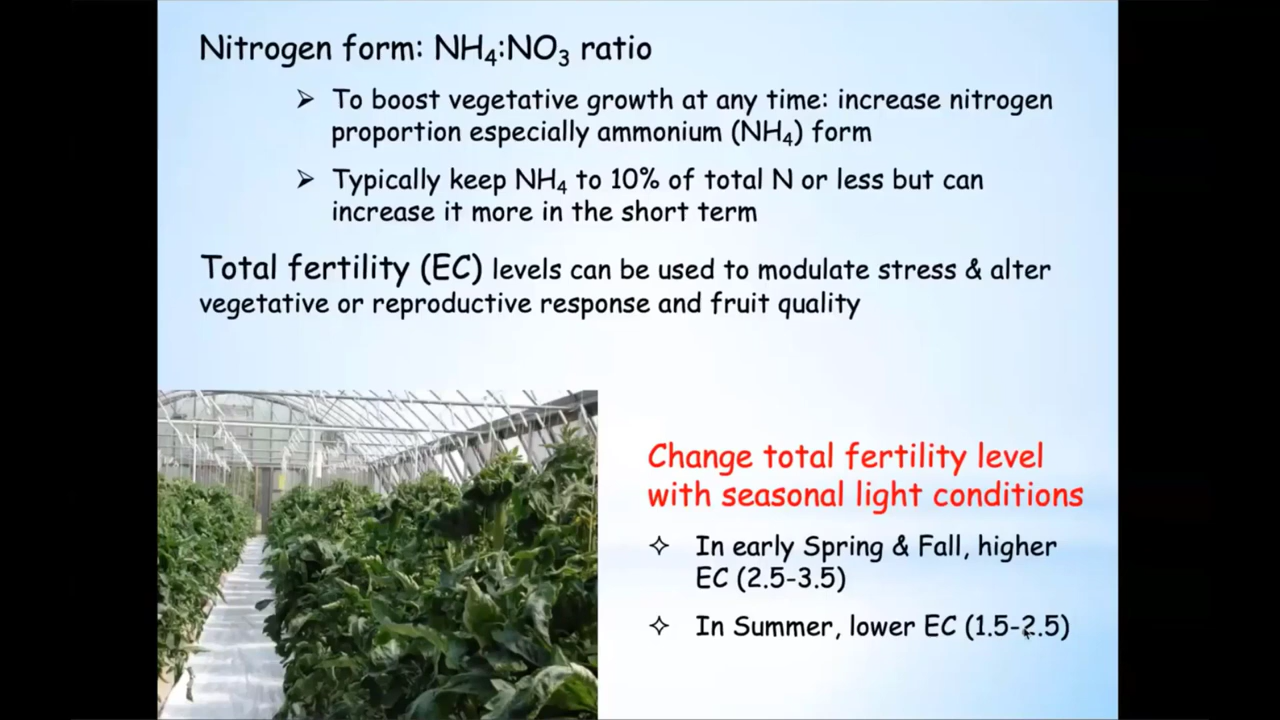 Nitrogen form: NH₄:NO₃ ratio
➢ To boost vegetative growth at any time: increase nitrogen
proportion especially ammonium (NH₄) form
➢ Typically keep NH₄ to 10% of total N or less but can
increase it more in the short term
Total fertility (EC) levels can be used to modulate stress & alter
vegetative or reproductive response and fruit quality
Change total fertility level
with seasonal light conditions
✧ In early Spring & Fall, higher
EC (2.5-3.5)
✧ In Summer, lower EC (1.5-2.5)